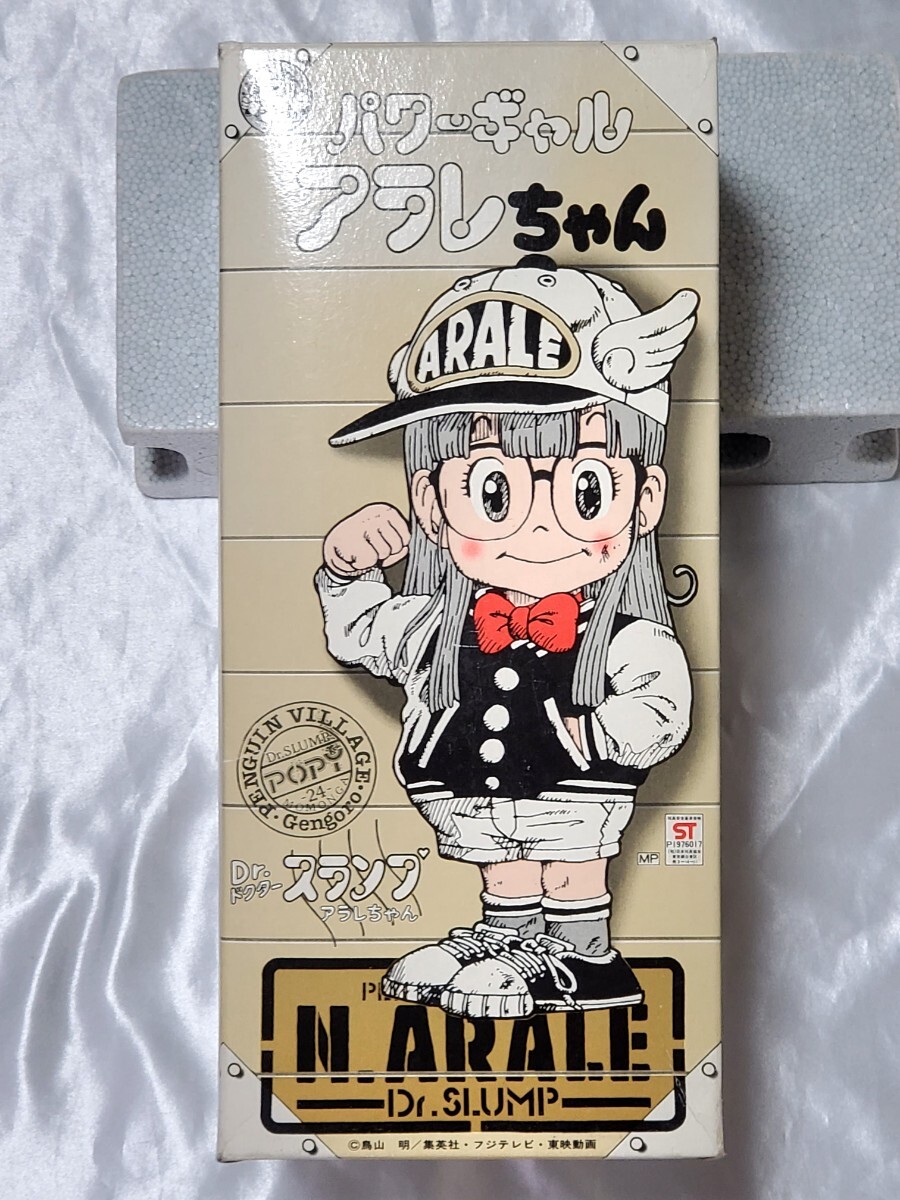 パワーギャル
アラレちゃん
ARALE
PENGUIN VILLAGE
Dr.SLUMP
POPY
-24-
MOMONGA
Gengoro
ST
P1976017
MP
Dr.
ドクター
スランプ
アラレちゃん
N.ARALE
Dr.SLUMP
©鳥山 明／集英社・フジテレビ・東映動画